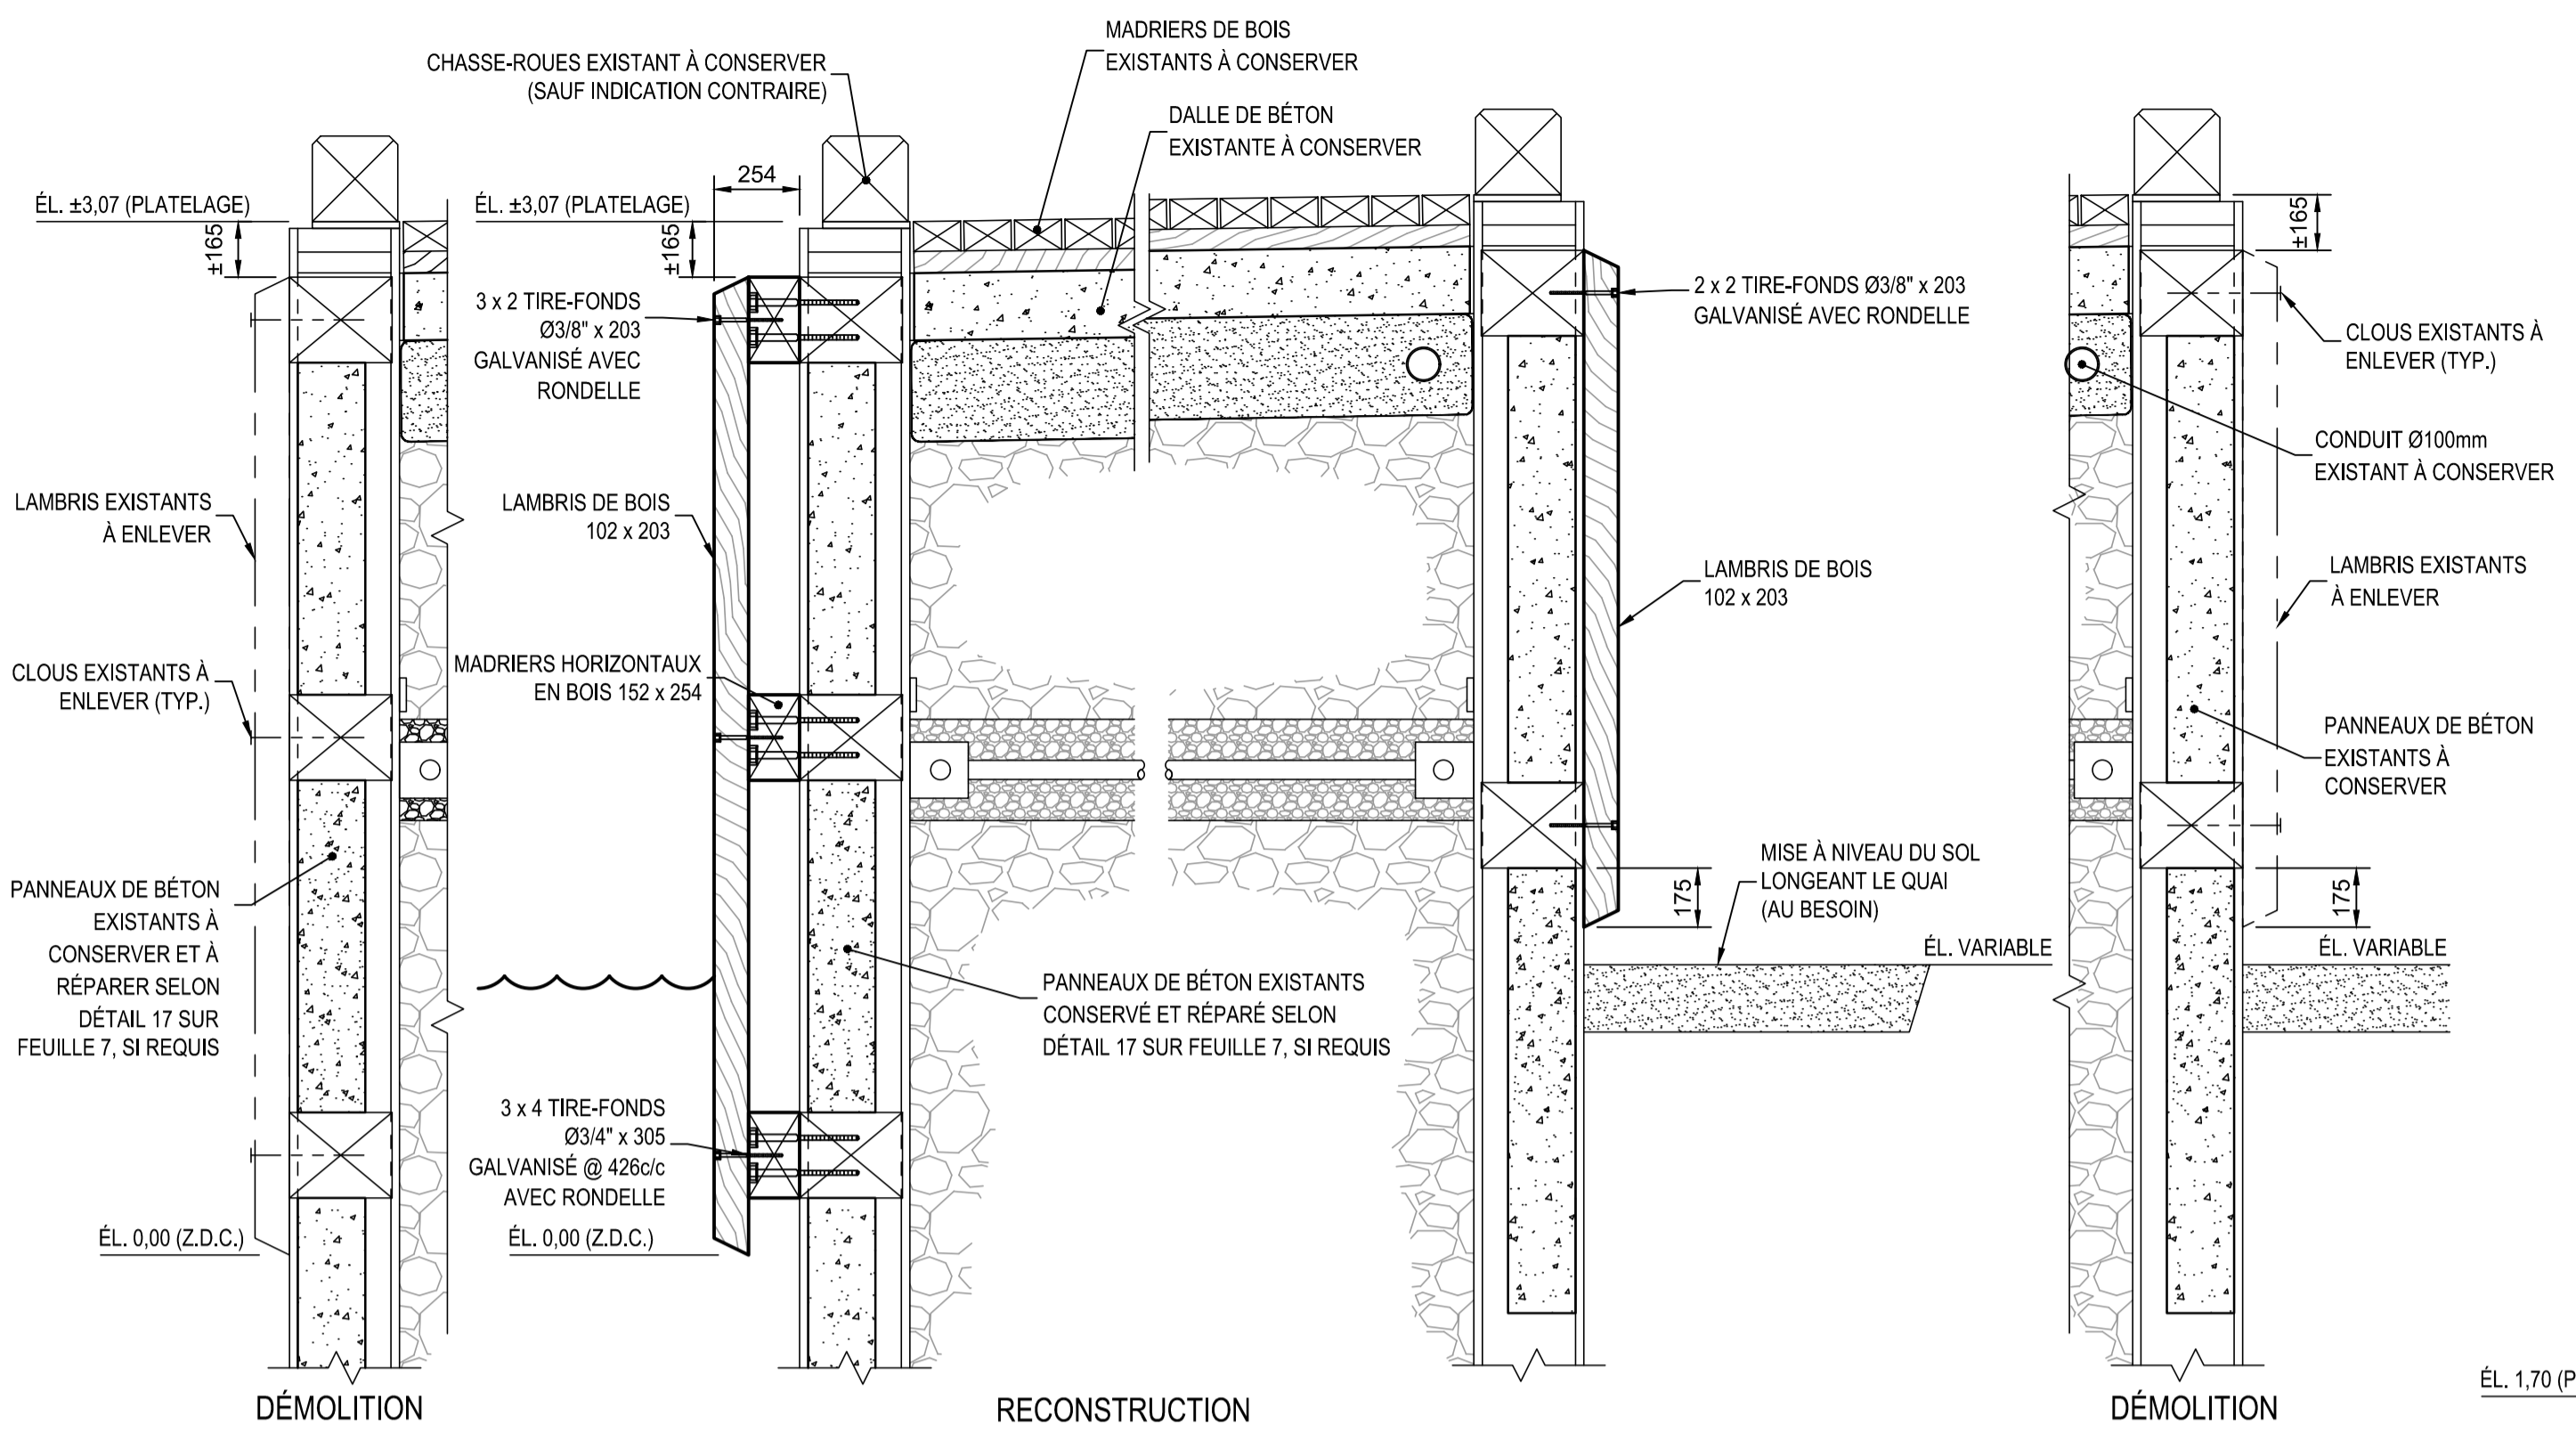 MADRIERS DE BOIS
EXISTANTS À CONSERVER
CHASSE-ROUES EXISTANT À CONSERVER
(SAUF INDICATION CONTRAIRE)
DALLE DE BÉTON
EXISTANTE À CONSERVER
ÉL. ±3,07 (PLATELAGE)
±165
LAMBRIS EXISTANTS
À ENLEVER
CLOUS EXISTANTS À
ENLEVER (TYP.)
PANNEAUX DE BÉTON
EXISTANTS À
CONSERVER ET À
RÉPARER SELON
DÉTAIL 17 SUR
FEUILLE 7, SI REQUIS
ÉL. 0,00 (Z.D.C.)
DÉMOLITION
254
ÉL. ±3,07 (PLATELAGE)
±165
3 x 2 TIRE-FONDS
Ø3/8" x 203
GALVANISÉ AVEC
RONDELLE
LAMBRIS DE BOIS
102 x 203
MADRIERS HORIZONTAUX
EN BOIS 152 x 254
3 x 4 TIRE-FONDS
Ø3/4" x 305
GALVANISÉ @ 426c/c
AVEC RONDELLE
ÉL. 0,00 (Z.D.C.)
PANNEAUX DE BÉTON EXISTANTS
CONSERVÉ ET RÉPARÉ SELON
DÉTAIL 17 SUR FEUILLE 7, SI REQUIS
RECONSTRUCTION
2 x 2 TIRE-FONDS Ø3/8" x 203
GALVANISÉ AVEC RONDELLE
LAMBRIS DE BOIS
102 x 203
175
MISE À NIVEAU DU SOL
LONGEANT LE QUAI
(AU BESOIN)
ÉL. VARIABLE
±165
CLOUS EXISTANTS À
ENLEVER (TYP.)
CONDUIT Ø100mm
EXISTANT À CONSERVER
LAMBRIS EXISTANTS
À ENLEVER
PANNEAUX DE BÉTON
EXISTANTS À
CONSERVER
175
ÉL. VARIABLE
DÉMOLITION
ÉL. 1,70 (P